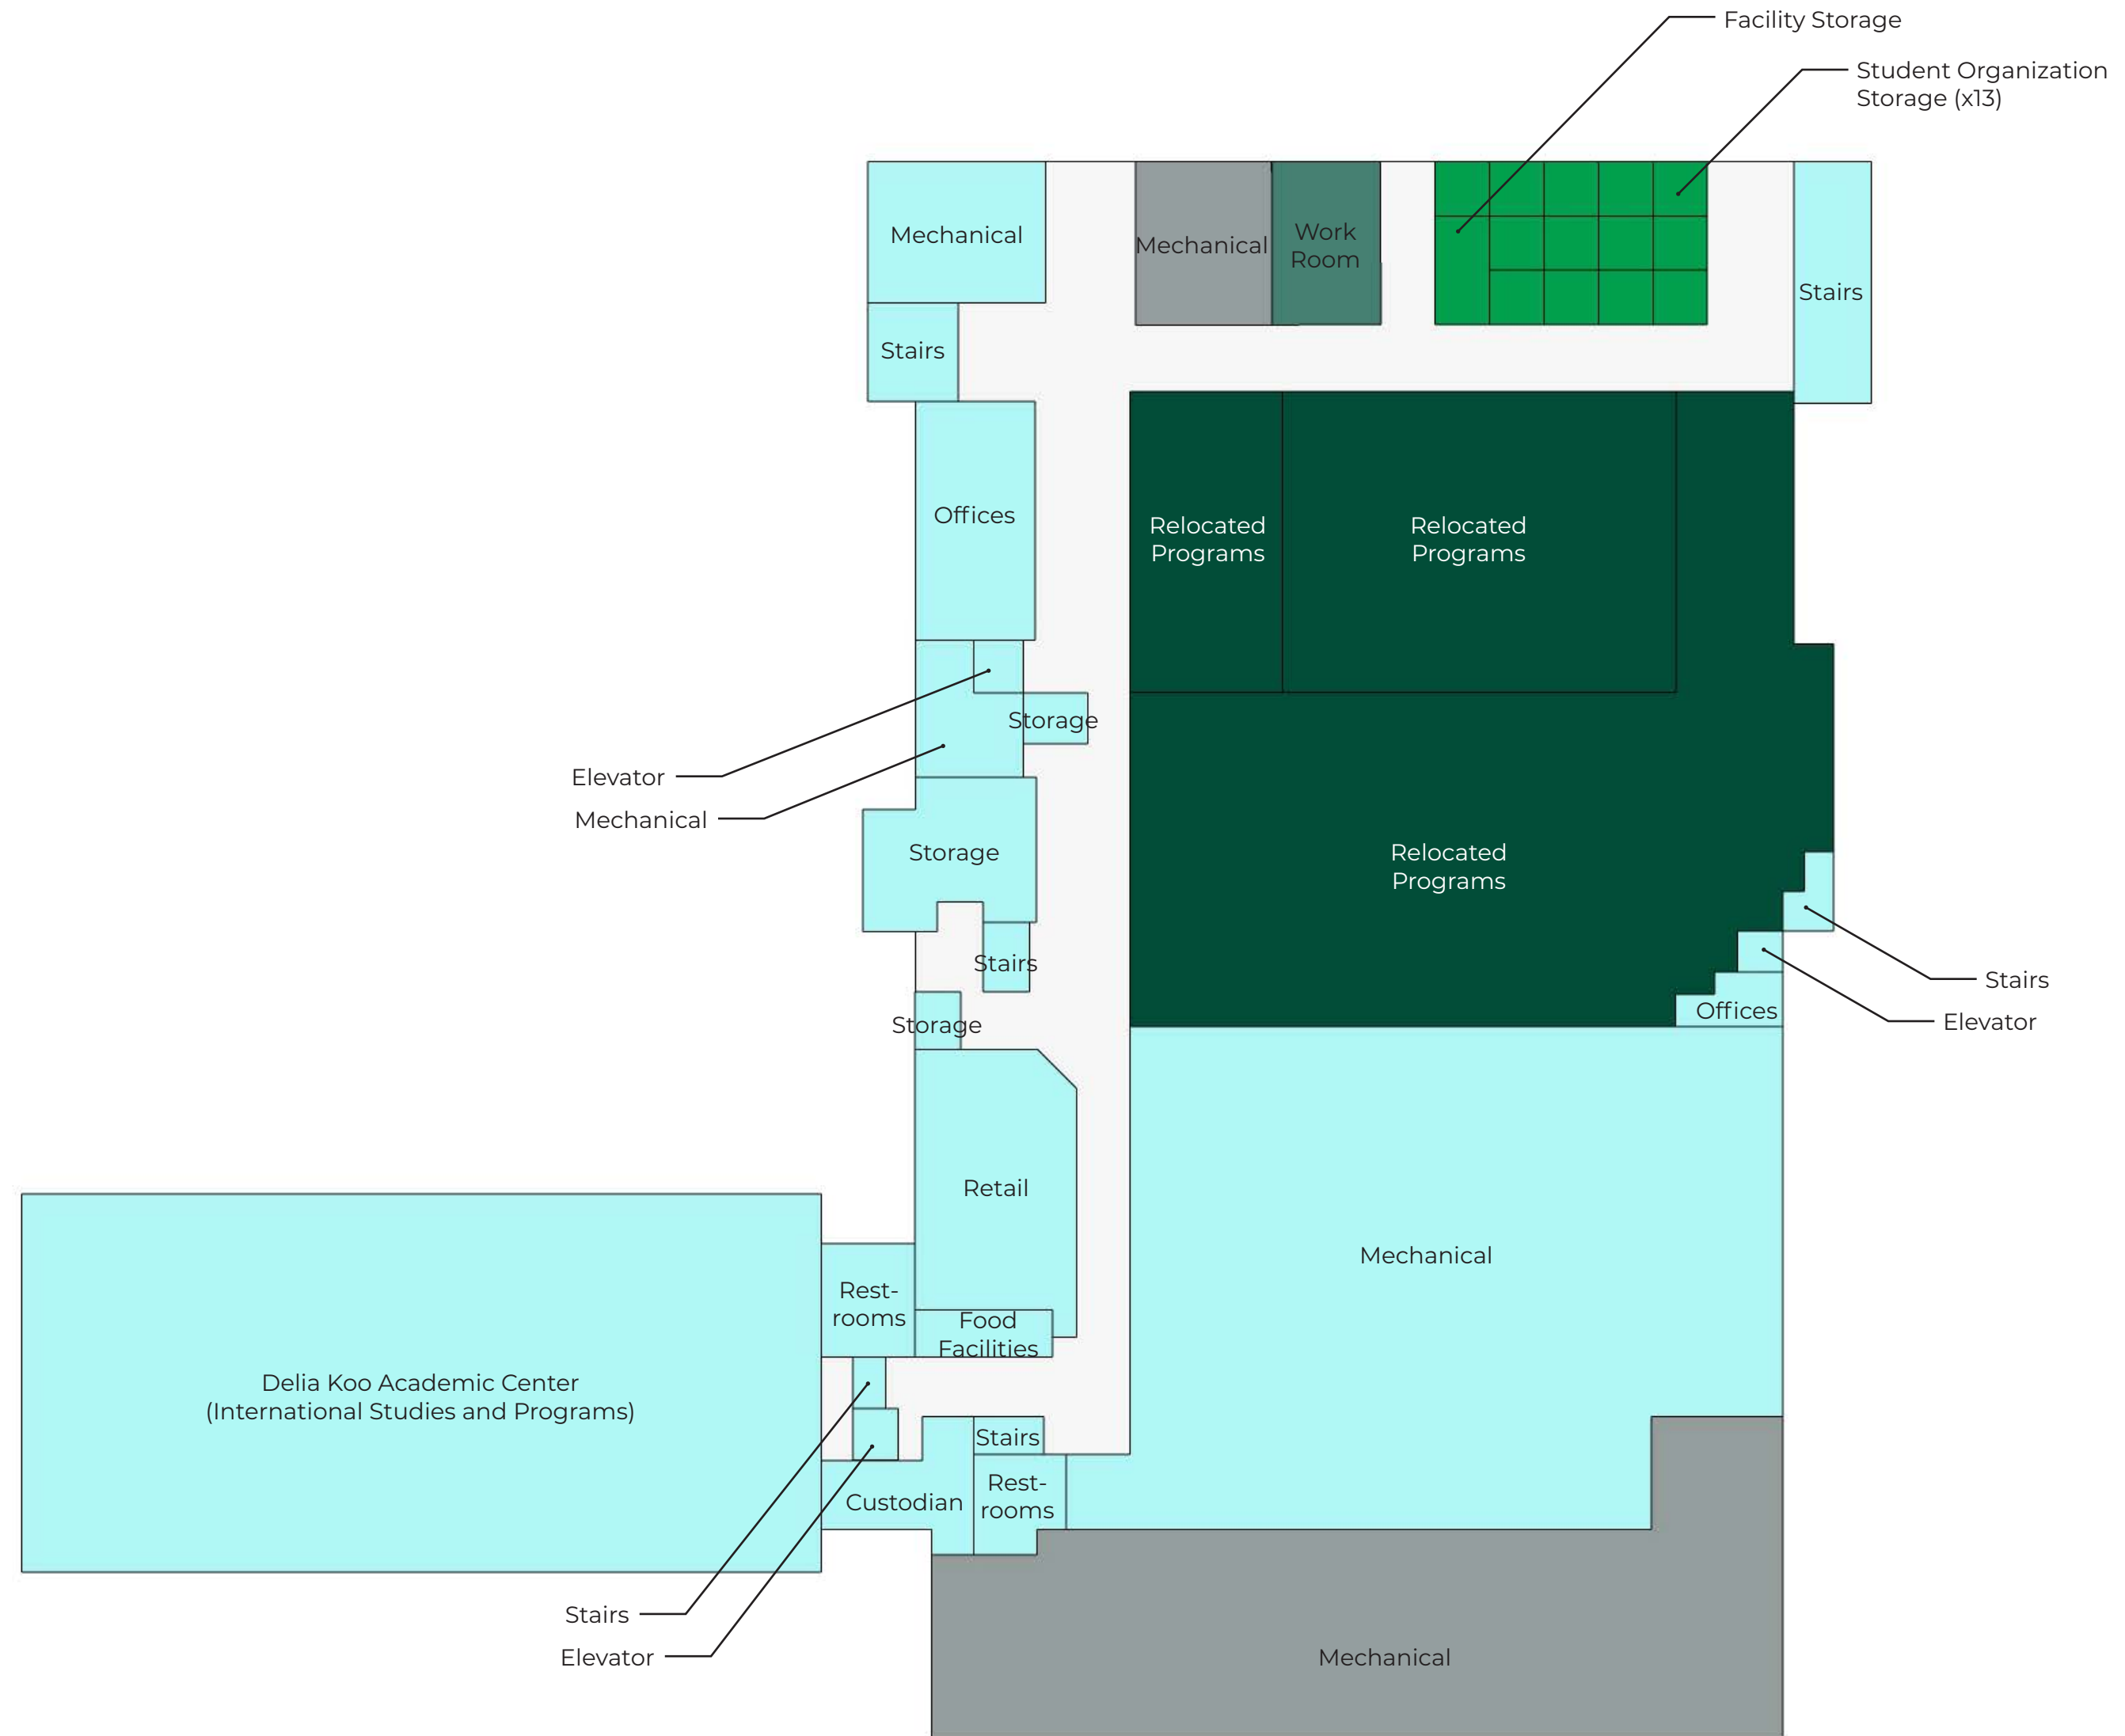 Facility Storage
Student Organization
Storage (x13)
Mechanical
Mechanical
Work
Room
Stairs
Stairs
Offices
Relocated
Programs
Relocated
Programs
Storage
Elevator
Mechanical
Storage
Relocated
Programs
Stairs
Stairs
Elevator
Offices
Storage
Retail
Mechanical
Rest-
rooms
Food
Facilities
Delia Koo Academic Center
(International Studies and Programs)
Stairs
Rest-
rooms
Custodian
Stairs
Elevator
Mechanical